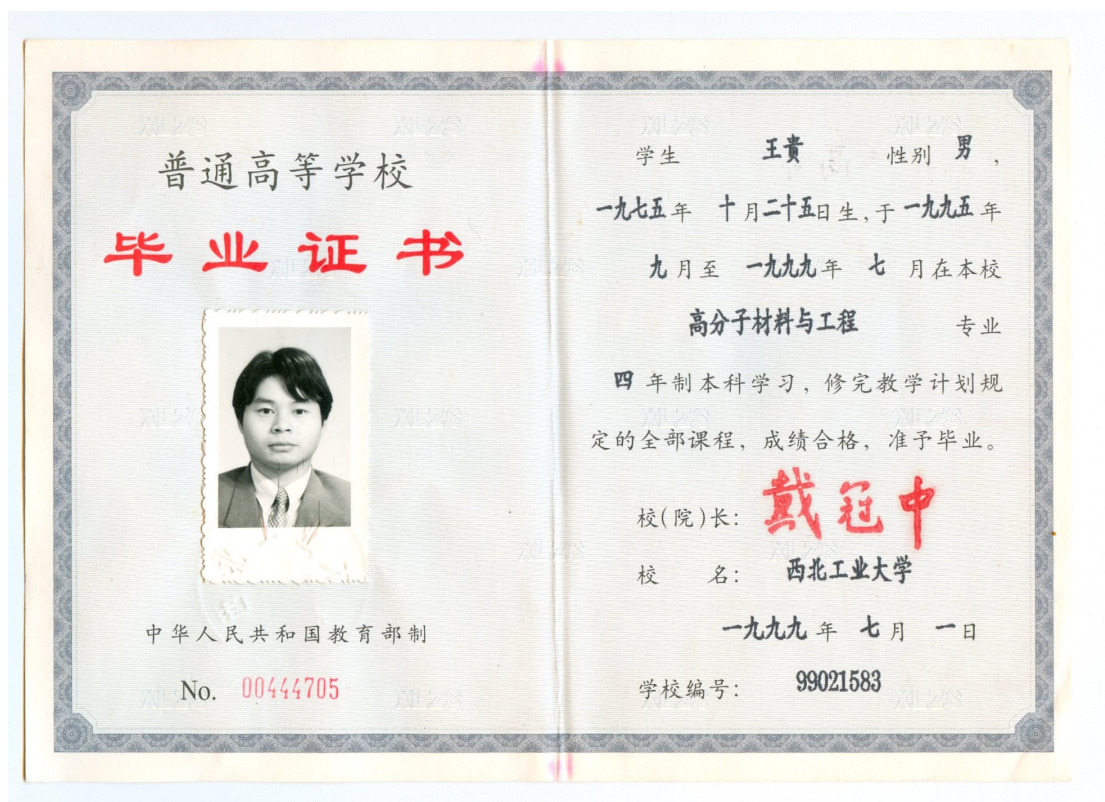 普通高等学校
毕业证书
中华人民共和国教育部制
No. 00444705
学生 王贵 性别 男，
一九七五年 十月二十五日生，于一九九五年
九月至 一九九九年 七 月在本校
高分子材料与工程 专业
四 年制本科学习，修完教学计划规
定的全部课程，成绩合格，准予毕业。
校(院)长： 戴冠中
校 名： 西北工业大学
一九九九年 七月 一日
学校编号： 99021583